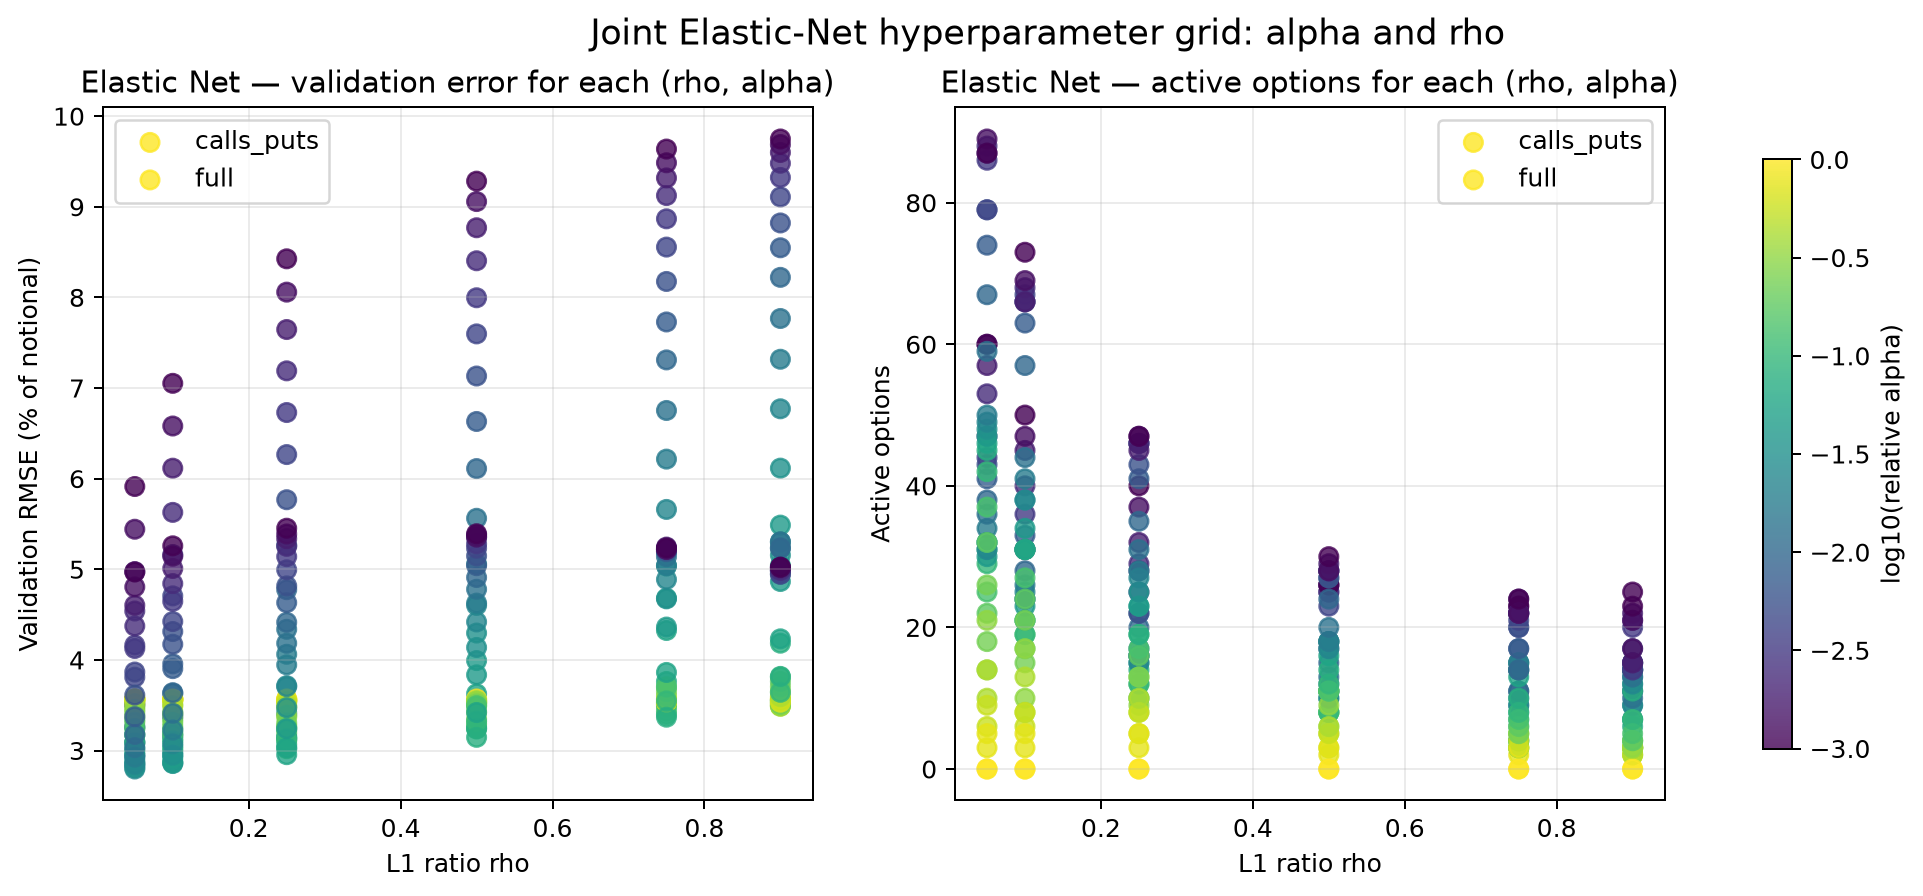 Joint Elastic-Net hyperparameter grid: alpha and rho
Elastic Net — validation error for each (rho, alpha)
calls_puts
full
10
9
8
7
6
5
4
3
Validation RMSE (% of notional)
0.2
0.4
0.6
0.8
L1 ratio rho
Elastic Net — active options for each (rho, alpha)
calls_puts
full
80
60
40
20
0
Active options
0.2
0.4
0.6
0.8
L1 ratio rho
0.0
−0.5
−1.0
−1.5
−2.0
−2.5
−3.0
log10(relative alpha)